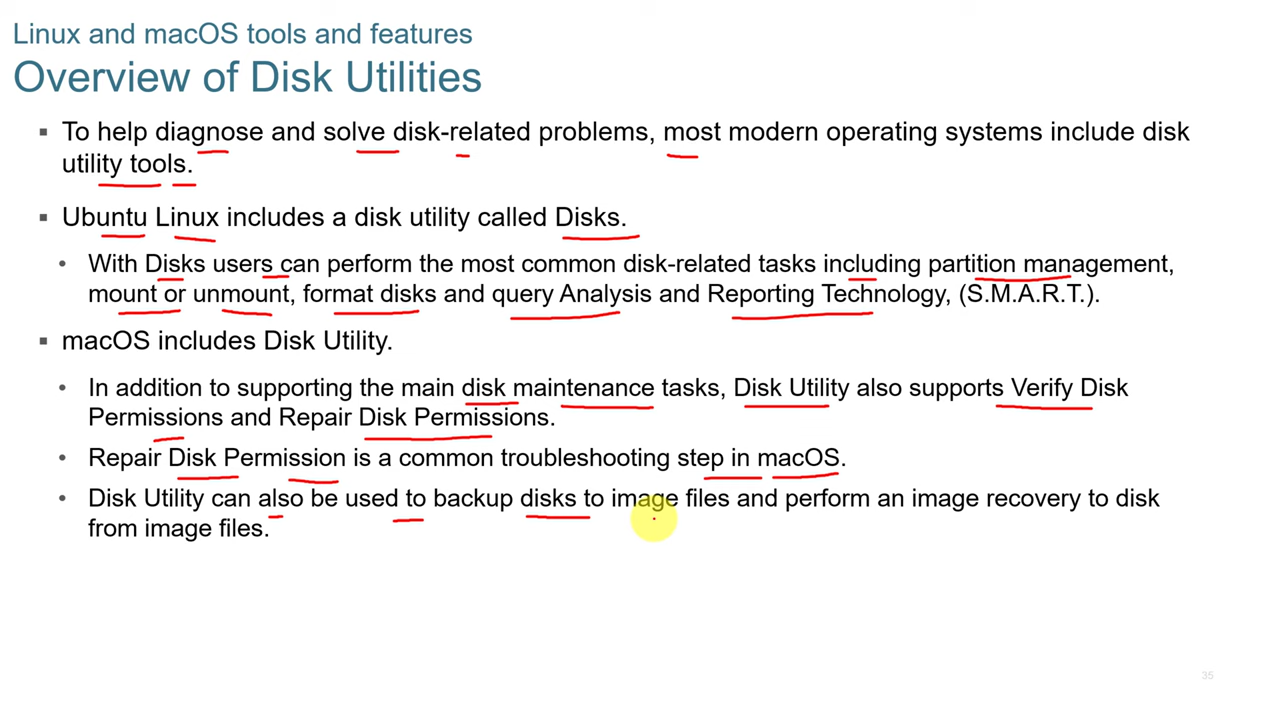 Linux and macOS tools and features
Overview of Disk Utilities
▪ To help diagnose and solve disk-related problems, most modern operating systems include disk
utility tools.
▪ Ubuntu Linux includes a disk utility called Disks.
• With Disks users can perform the most common disk-related tasks including partition management,
mount or unmount, format disks and query Analysis and Reporting Technology, (S.M.A.R.T.).
▪ macOS includes Disk Utility.
• In addition to supporting the main disk maintenance tasks, Disk Utility also supports Verify Disk
Permissions and Repair Disk Permissions.
• Repair Disk Permission is a common troubleshooting step in macOS.
• Disk Utility can also be used to backup disks to image files and perform an image recovery to disk
from image files.
35